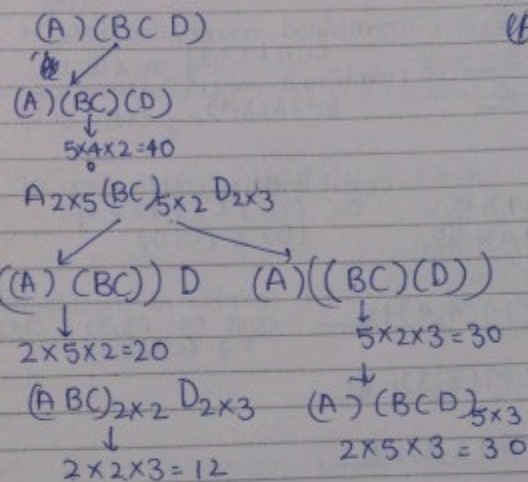 (A)(BCD)
(A)(BC)(D)
5×4×2=40
A2×5(BC)5×2 D2×3
(A)(BC))D (A)((BC)(D))
2×5×2=20 5×2×3=30
(ABC)2×2 D2×3 (A)(BCD)5×3
2×2×3=12 2×5×3=30